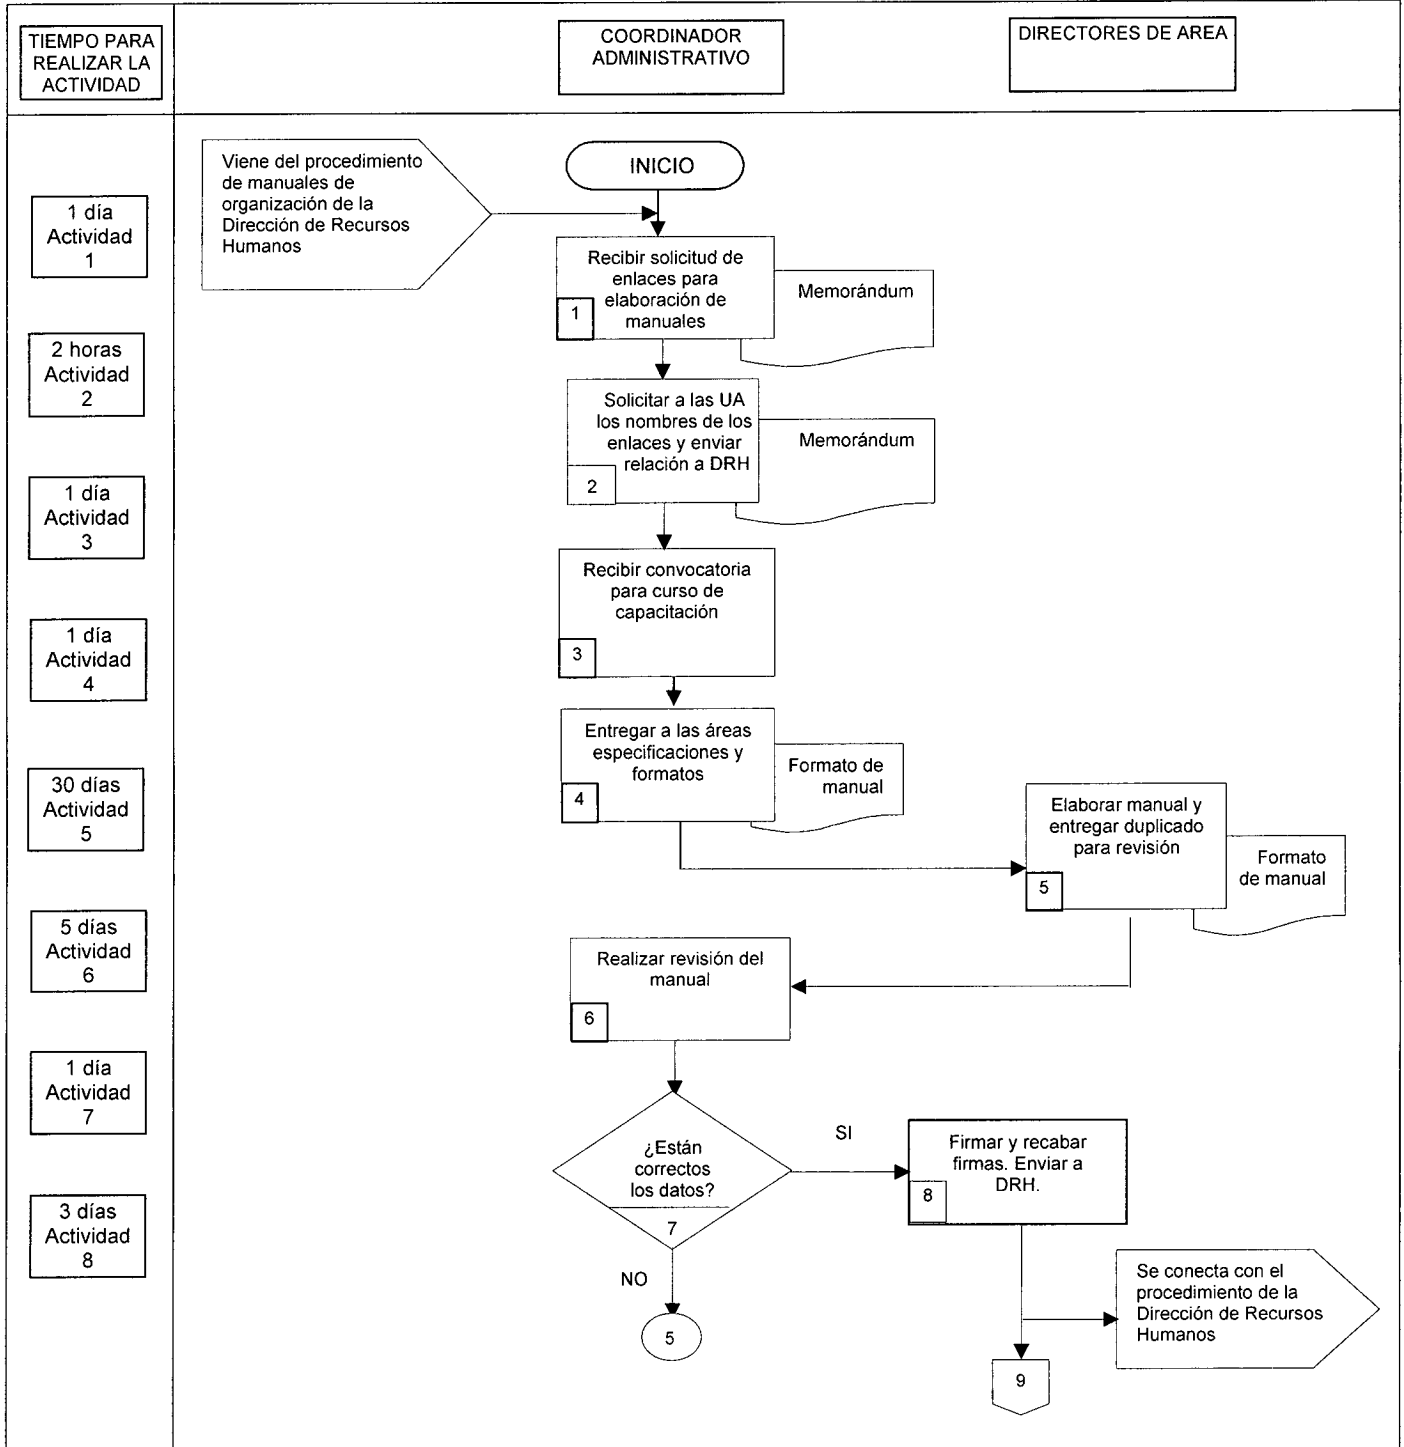 TIEMPO PARA
REALIZAR LA
ACTIVIDAD
COORDINADOR
ADMINISTRATIVO
DIRECTORES DE AREA
1 día
Actividad
1
2 horas
Actividad
2
1 día
Actividad
3
1 día
Actividad
4
30 días
Actividad
5
5 días
Actividad
6
1 día
Actividad
7
3 días
Actividad
8
Viene del procedimiento
de manuales de
organización de la
Dirección de Recursos
Humanos
INICIO
Recibir solicitud de
enlaces para
elaboración de
manuales
1
Memorándum
Solicitar a las UA
los nombres de los
enlaces y enviar
relación a DRH
2
Memorándum
Recibir convocatoria
para curso de
capacitación
3
Entregar a las áreas
especificaciones y
formatos
4
Formato de
manual
Elaborar manual y
entregar duplicado
para revisión
5
Formato
de manual
Realizar revisión del
manual
6
¿Están
correctos
los datos?
7
SI
NO
5
Firmar y recabar
firmas. Enviar a
DRH.
8
Se conecta con el
procedimiento de la
Dirección de Recursos
Humanos
9